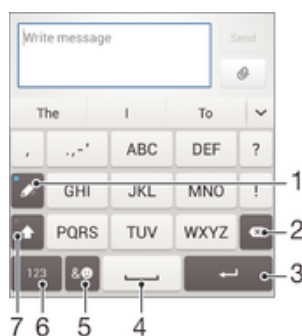 Write message Send
The I To
, .,-' ABC DEF ?
GHI JKL MNO ! 1
PQRS TUV WXYZ 2
123 &☻ 3
7 6 5 4